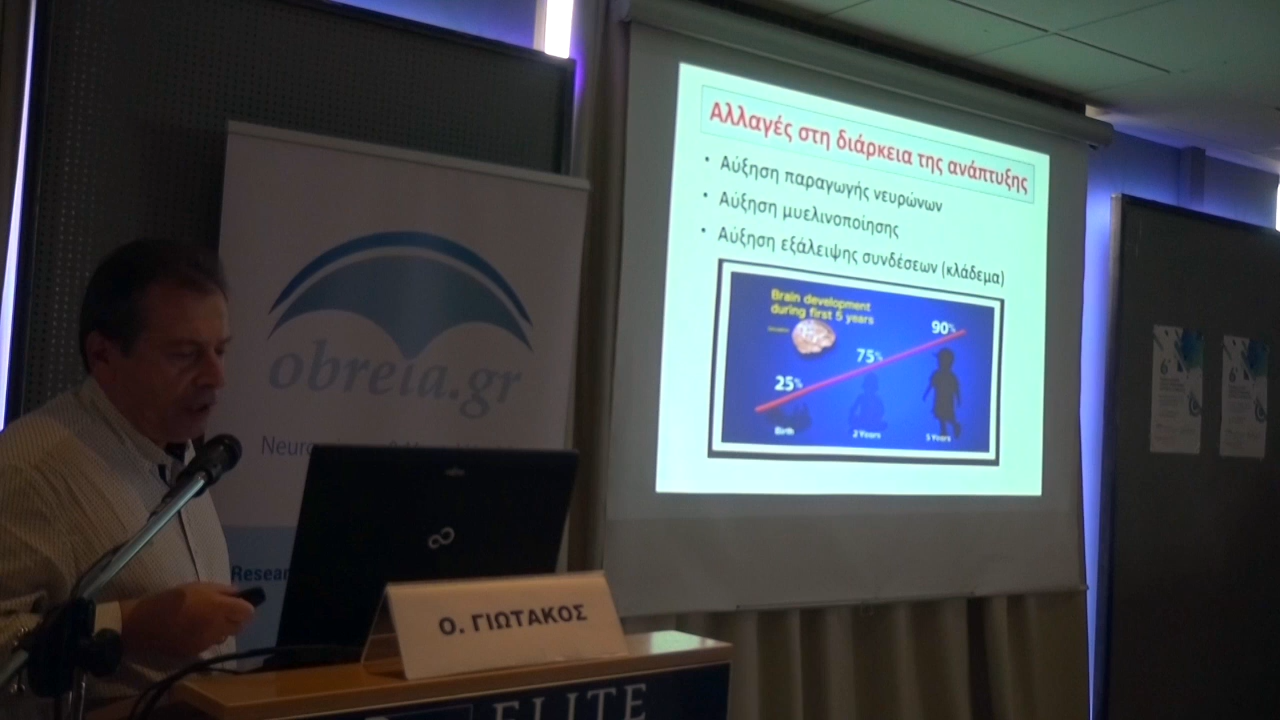 Αλλαγές στη διάρκεια της ανάπτυξης
• Αύξηση παραγωγής νευρώνων
• Αύξηση μυελινοποίησης
• Αύξηση εξάλειψης συνδέσεων (κλάδεμα)
Brain development
during first 5 years
90%
75%
25%
Birth
2 Years
5 Years
obreia.gr
Ο. ΓΙΩΤΑΚΟΣ
ELITE